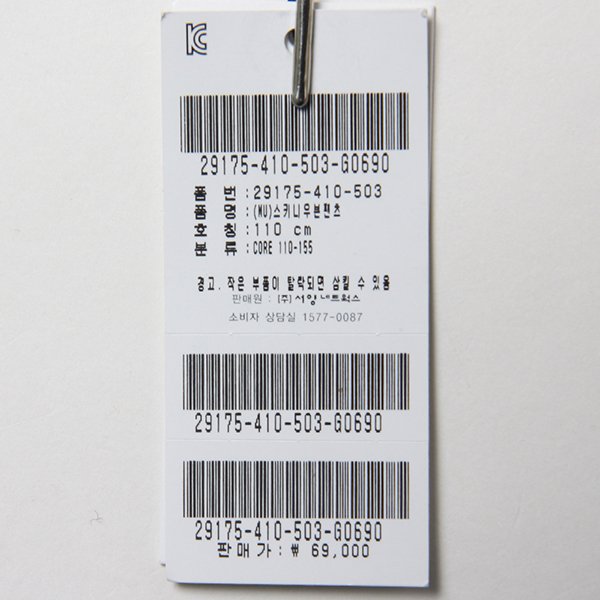 KC
29175-410-503-G0690
품 번 :29175-410-503
품 명 :(WU)스키니우븐팬츠
호 칭 :110 cm
분 류 :CORE 110-155
경고. 작은 부품이 탈락되면 삼킬 수 있음
판매원 : (주)서양네트웍스
소비자 상담실 1577-0087
29175-410-503-G0690
29175-410-503-G0690
판매가:₩ 69,000